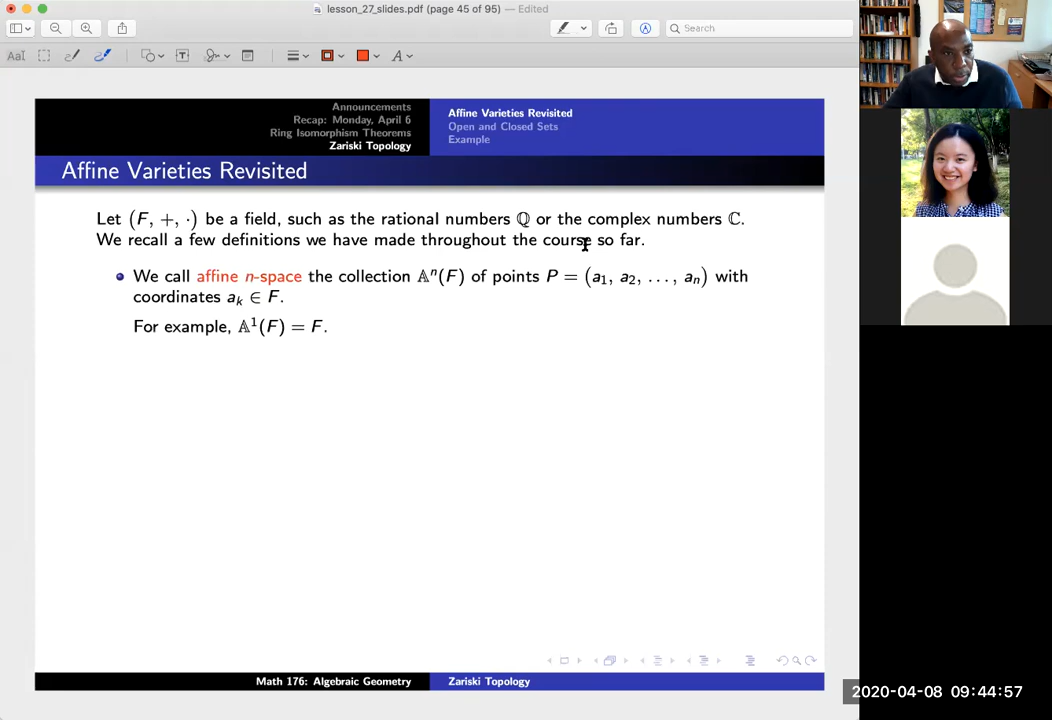 lesson_27_slides.pdf (page 45 of 95) — Edited
Search
AaI
A
Announcements
Recap: Monday, April 6
Ring Isomorphism Theorems
Zariski Topology
Affine Varieties Revisited
Open and Closed Sets
Example
Affine Varieties Revisited
Let (F, +, ·) be a field, such as the rational numbers ℚ or the complex numbers ℂ.
We recall a few definitions we have made throughout the course so far.
We call affine n-space the collection 𝔸ⁿ(F) of points P = (a₁, a₂, …, aₙ) with
coordinates aₖ ∈ F.
For example, 𝔸¹(F) = F.
Math 176: Algebraic Geometry
Zariski Topology
2020-04-08 09:44:57